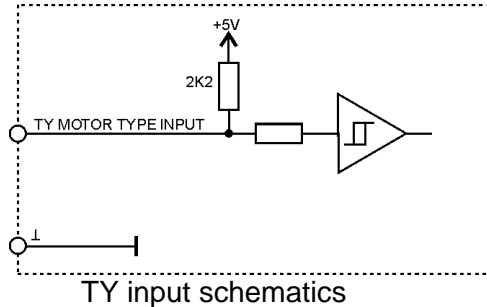 +5V
2K2
TY MOTOR TYPE INPUT
⊥
TY input schematics